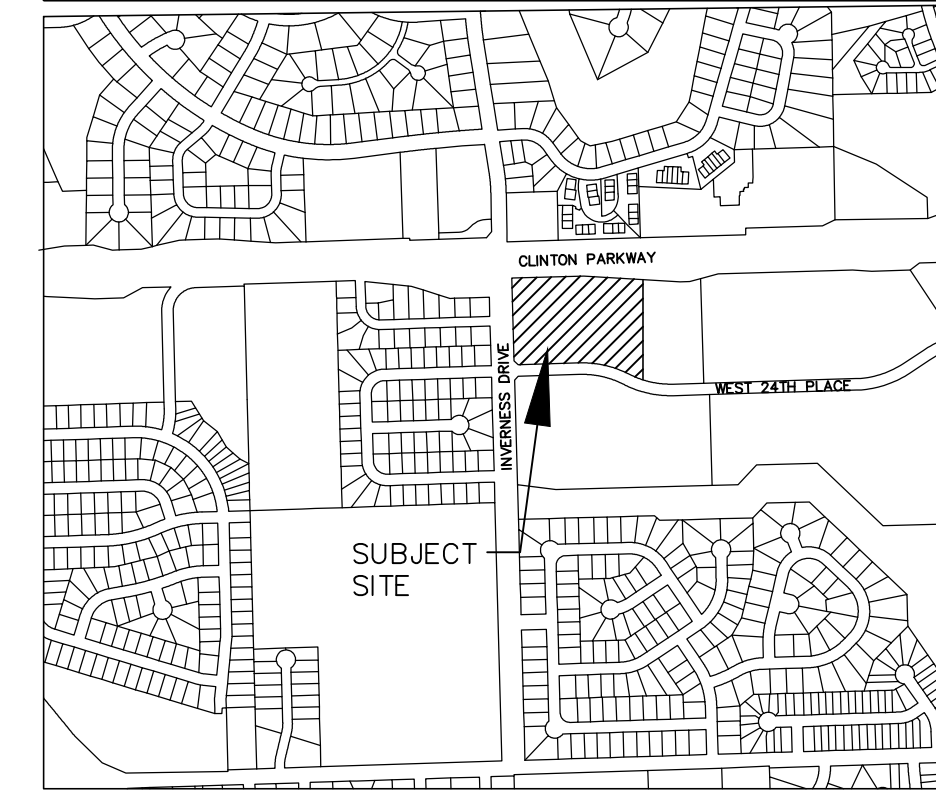 CLINTON PARKWAY
INVERNESS DRIVE
WEST 24TH PLACE
SUBJECT
SITE